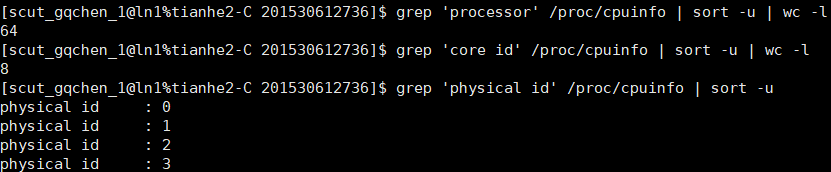 [scut_gqchen_1@ln1%tianhe2-C 201530612736]$ grep 'processor' /proc/cpuinfo | sort -u | wc -l
64
[scut_gqchen_1@ln1%tianhe2-C 201530612736]$ grep 'core id' /proc/cpuinfo | sort -u | wc -l
8
[scut_gqchen_1@ln1%tianhe2-C 201530612736]$ grep 'physical id' /proc/cpuinfo | sort -u
physical id     : 0
physical id     : 1
physical id     : 2
physical id     : 3